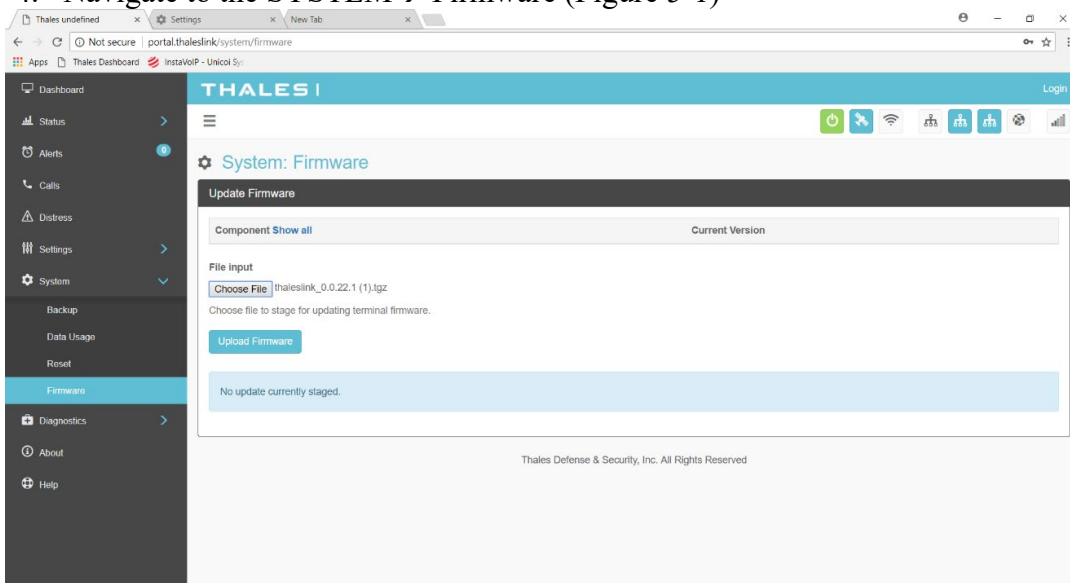 4. Navigate to the SYSTEM → Firmware (Figure 3-1)
Thales undefined
Settings
New Tab
Not secure | portal.thaleslink/system/firmware
Apps Thales Dashboard InstaVoIP - Unicoi Sy
Dashboard
THALES
Login
Status
Alerts 0
System: Firmware
Calls
Update Firmware
Distress
Component Show all
Current Version
Settings
File input
System
Choose File thaleslink_0.0.22.1 (1).tgz
Backup
Choose file to stage for updating terminal firmware.
Data Usage
Upload Firmware
Reset
Firmware
No update currently staged.
Diagnostics
About
Thales Defense & Security, Inc. All Rights Reserved
Help